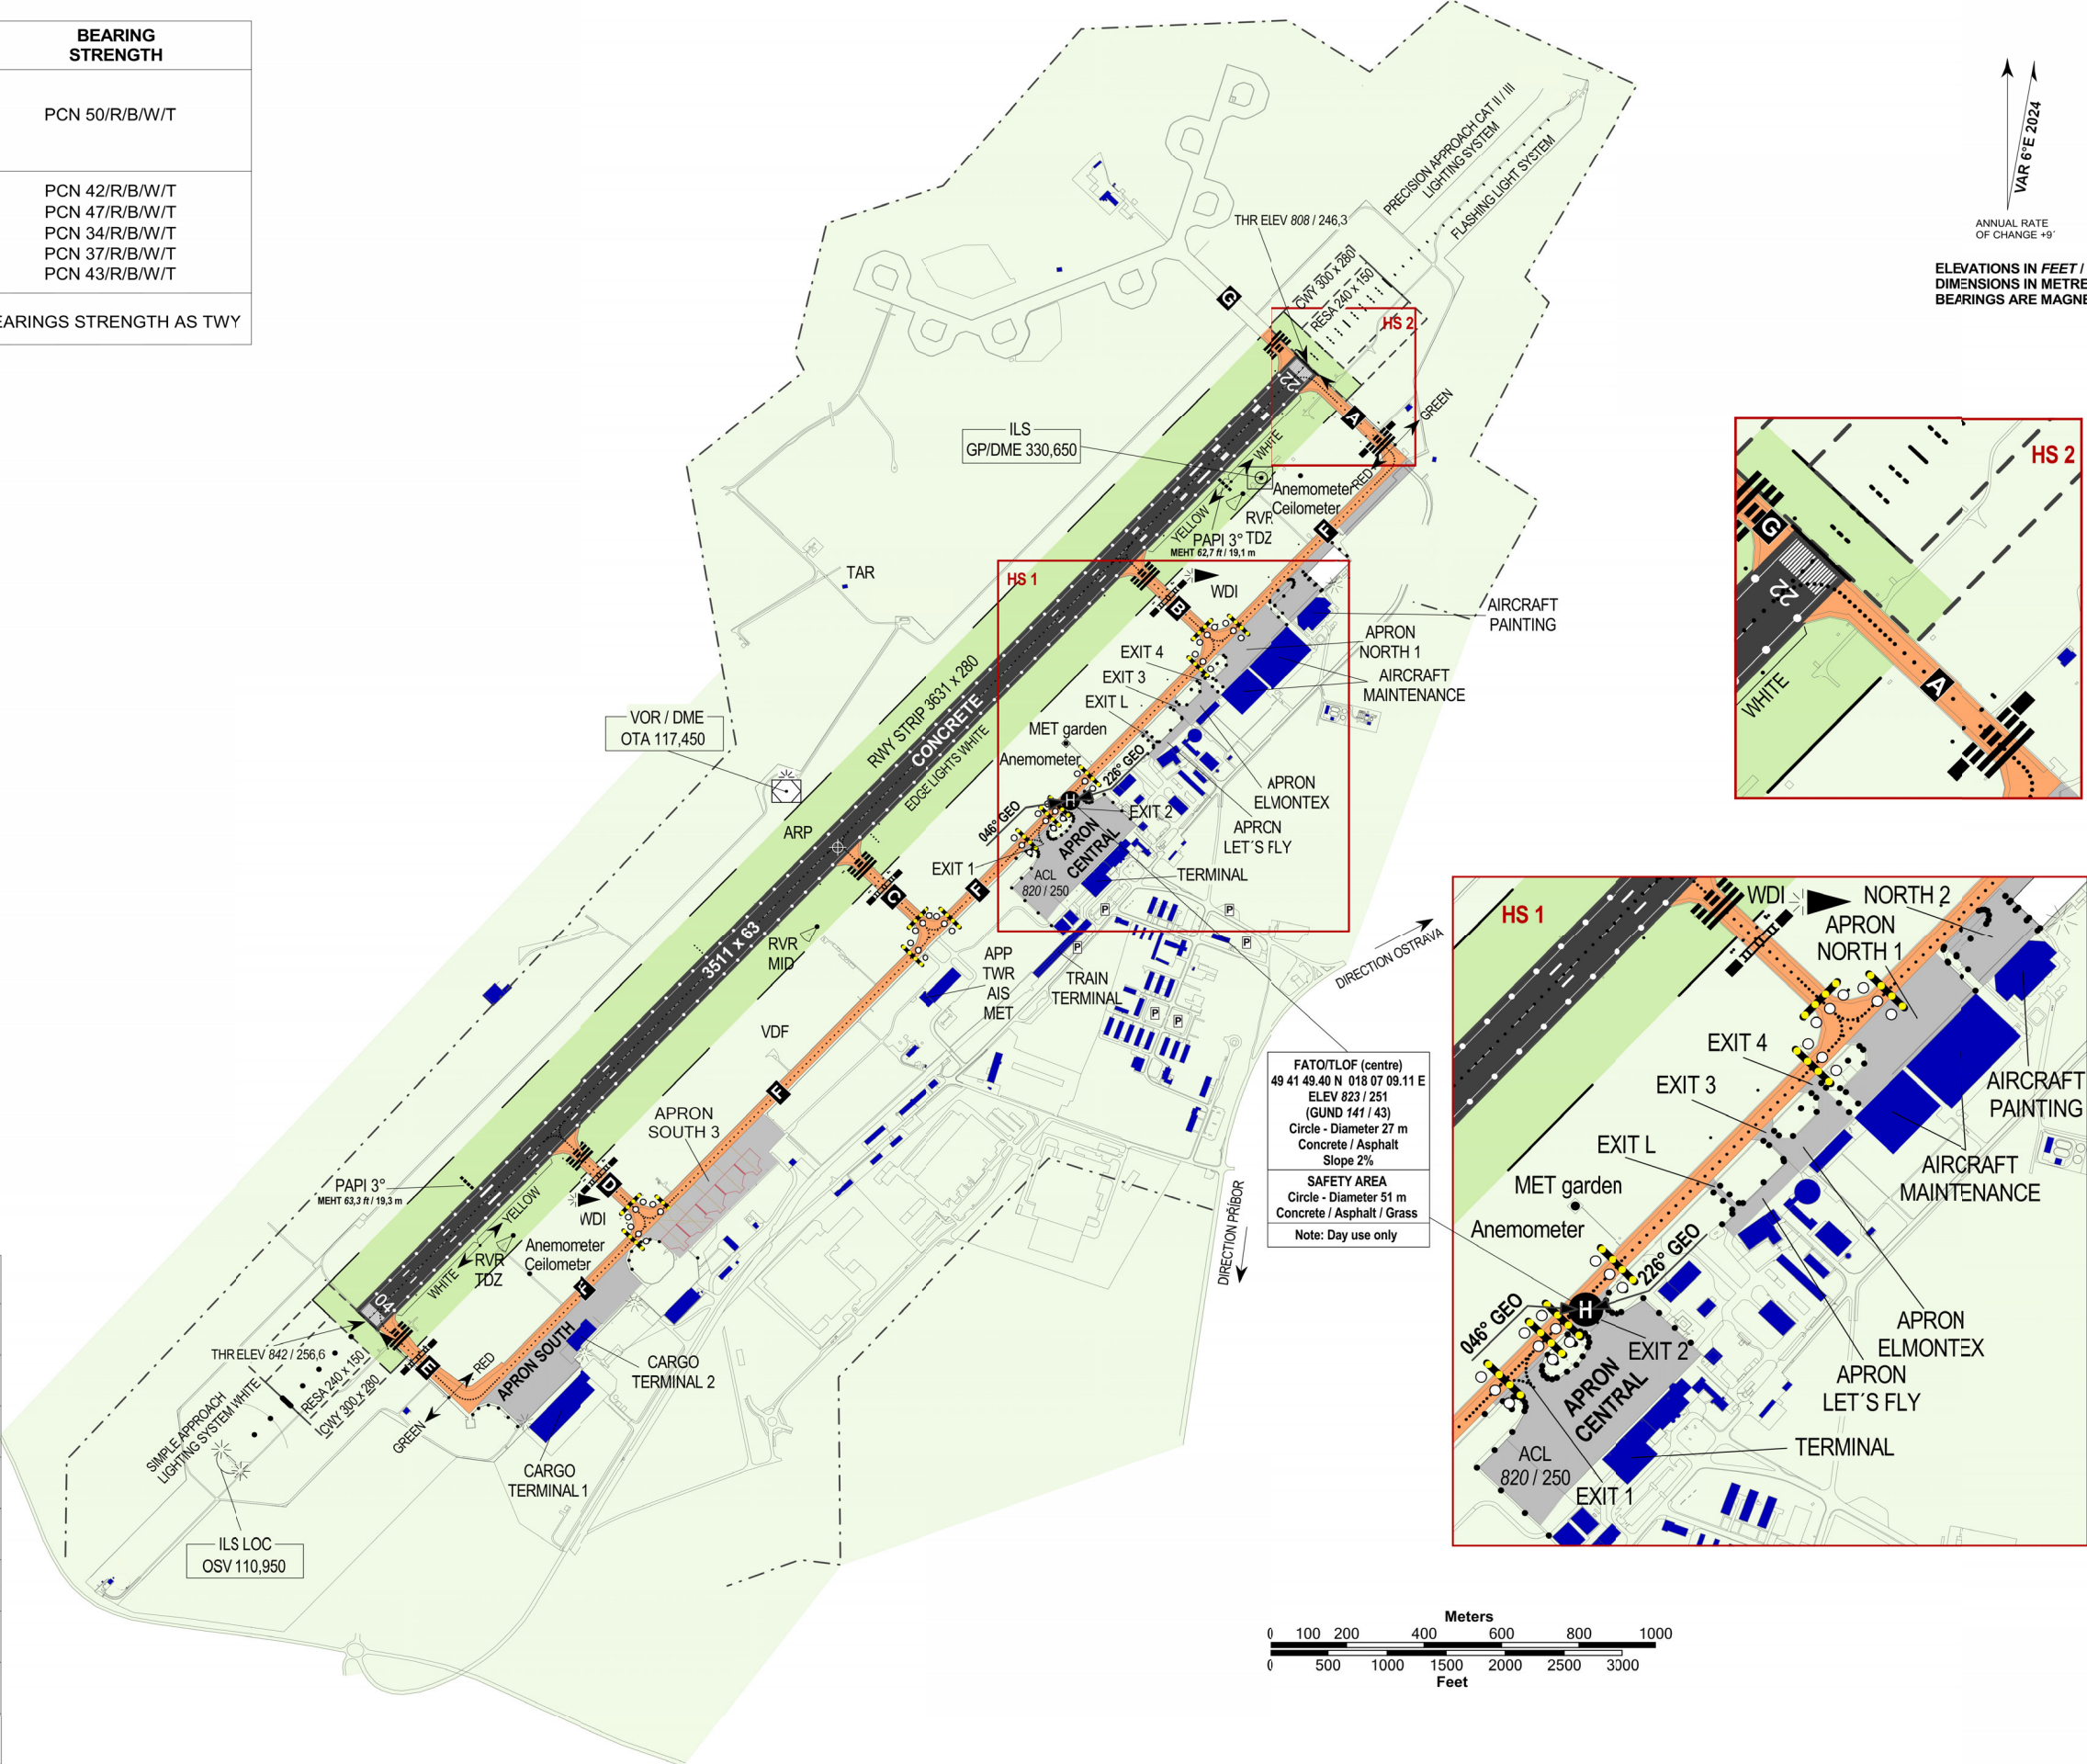 BEARING
STRENGTH
PCN 50/R/B/W/T
PCN 42/R/B/W/T
PCN 47/R/B/W/T
PCN 34/R/B/W/T
PCN 37/R/B/W/T
PCN 43/R/B/W/T
EARINGS STRENGTH AS TWY
VAR 6°E 2024
ANNUAL RATE
OF CHANGE +9'
ELEVATIONS IN FEET /
DIMENSIONS IN METRE
BEARINGS ARE MAGNE
PRECISION APPROACH CAT II / III
LIGHTING SYSTEM
FLASHING LIGHT SYSTEM
THR ELEV 808 / 246,3
CWY 300 x 280
RESA 240 x 150
HS 2
G
22
A
GREEN
ILS
GP/DME 330,650
WHITE
YELLOW
RED
Anemometer
Ceilometer
RVR
TDZ
PAPI 3°
MEHT 62,7 ft / 19,1 m
F
HS 1
WDI
B
TAR
AIRCRAFT
PAINTING
APRON
NORTH 1
AIRCRAFT
MAINTENANCE
EXIT 4
EXIT 3
EXIT L
MET garden
Anemometer
226° GEO
046° GEO
H
EXIT 2
APRON
ELMONTEX
APRON
LET´S FLY
APRON
CENTRAL
TERMINAL
EXIT 1
ACL
820 / 250
F
VOR / DME
OTA 117,450
RWY STRIP 3631 x 280
CONCRETE
EDGE LIGHTS WHITE
ARP
C
3511 x 63
RVR
MID
P
P
P
P
P
P
APP
TWR
AIS
MET
TRAIN
TERMINAL
DIRECTION OSTRAVA
VDF
F
APRON
SOUTH 3
FATO/TLOF (centre)
49 41 49.40 N 018 07 09.11 E
ELEV 823 / 251
(GUND 141 / 43)
Circle - Diameter 27 m
Concrete / Asphalt
Slope 2%
SAFETY AREA
Circle - Diameter 51 m
Concrete / Asphalt / Grass
Note: Day use only
DIRECTION PŘÍBOR
PAPI 3°
MEHT 63,3 ft / 19,3 m
D
WDI
YELLOW
WHITE
RVR
TDZ
Anemometer
Ceilometer
F
04
THR ELEV 842 / 256,6
E
RED
GREEN
APRON SOUTH
CARGO
TERMINAL 2
CARGO
TERMINAL 1
RESA 240 x 150
CWY 300 x 280
SIMPLE APPROACH
LIGHTING SYSTEM WHITE
ILS LOC
OSV 110,950
HS 2
G
22
A
WHITE
HS 1
WDI
NORTH 2
APRON
NORTH 1
EXIT 4
EXIT 3
EXIT L
MET garden
Anemometer
AIRCRAFT
PAINTING
AIRCRAFT
MAINTENANCE
226° GEO
046° GEO
H
EXIT 2
APRON
ELMONTEX
APRON
LET´S FLY
APRON
CENTRAL
ACL
820 / 250
TERMINAL
EXIT 1
Meters
0 100 200 400 600 800 1000
0 500 1000 1500 2000 2500 3000
Feet